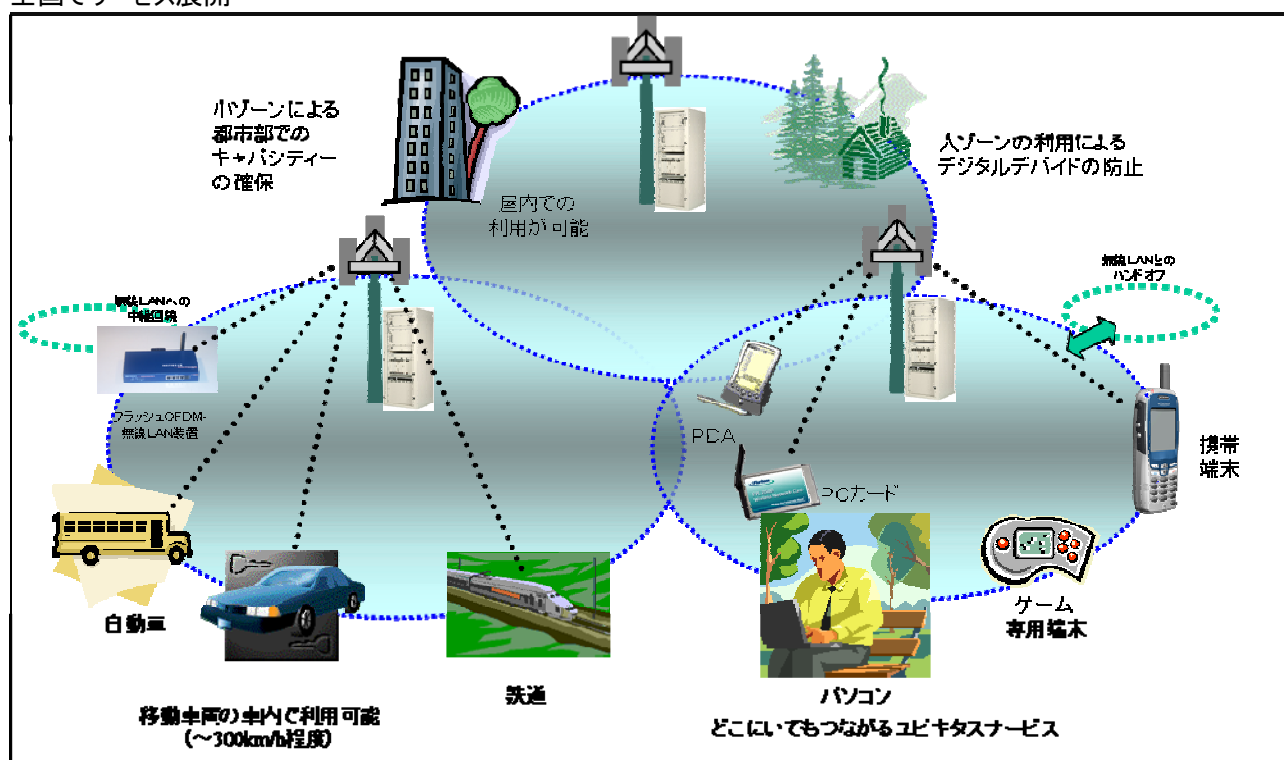 全国でサービス展開
小ゾーンによる
都市部での
キャパシティー
の確保
屋内での
利用が可能
大ゾーンの利用による
デジタルデバイドの防止
無線LANへの
中継回線
無線LANとの
ハンドオフ
フラッシュOFDM-
無線LAN装置
PDA
PCカード
携帯
端末
自動車
ゲーム
専用端末
鉄道
パソコン
移動車両の車内で利用可能
(～300km/h程度)
どこにいてもつながるユビキタスサービス